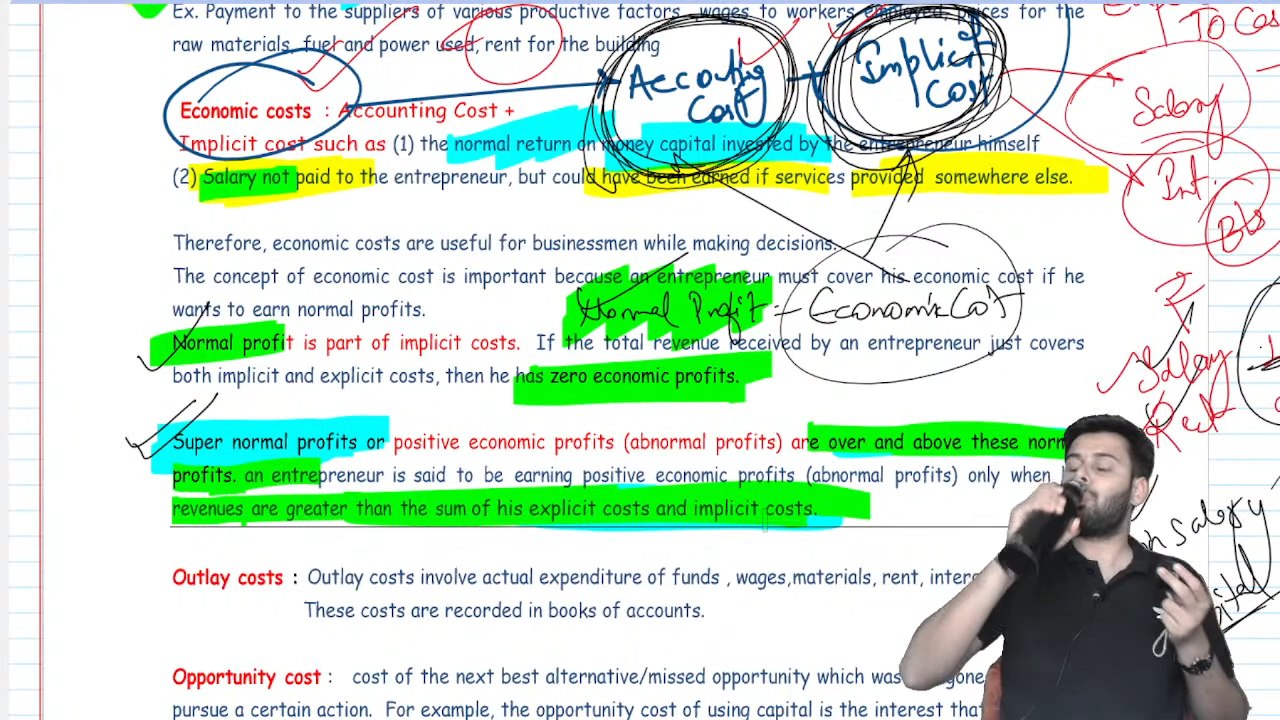 Ex. Payment to the suppliers of various productive factors , wages to workers employed, prices for the
raw materials, fuel and power used, rent for the building
To Cos
Accouting Cost + Implicit Cost
Economic costs : Accounting Cost +
Salary
Implicit cost such as (1) the normal return on money capital invested by the entrepreneur himself
(2) Salary not paid to the entrepreneur, but could have been earned if services provided somewhere else.
Int.
Therefore, economic costs are useful for businessmen while making decisions.
The concept of economic cost is important because an entrepreneur must cover his economic cost if he
wants to earn normal profits.
Normal Profit = Economic Cost
Normal profit is part of implicit costs. If the total revenue received by an entrepreneur just covers
both implicit and explicit costs, then he has zero economic profits.
Salary
Super normal profits or positive economic profits (abnormal profits) are over and above these norm
profits. an entrepreneur is said to be earning positive economic profits (abnormal profits) only when
revenues are greater than the sum of his explicit costs and implicit costs.
Salary
Outlay costs : Outlay costs involve actual expenditure of funds , wages,materials, rent, inter
These costs are recorded in books of accounts.
pital
Opportunity cost : cost of the next best alternative/missed opportunity which was gone
pursue a certain action. For example, the opportunity cost of using capital is the interest tha